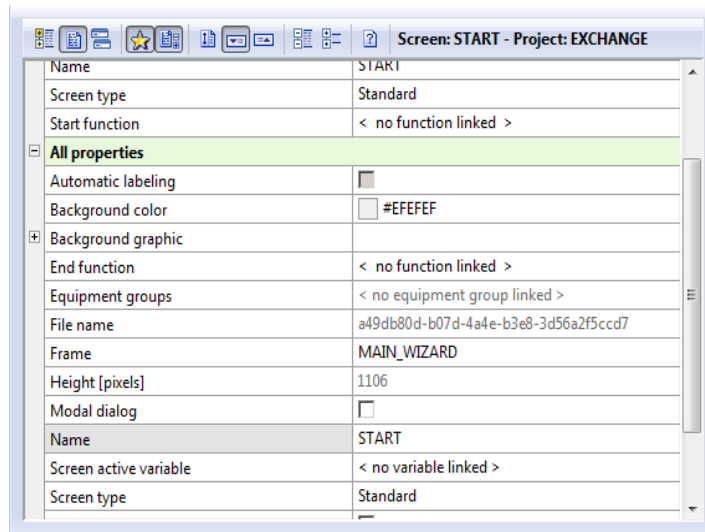 Screen: START - Project: EXCHANGE
Name START
Screen type Standard
Start function < no function linked >
All properties
Automatic labeling
Background color #EFEFEF
Background graphic
End function < no function linked >
Equipment groups < no equipment group linked >
File name a49db80d-b07d-4a4e-b3e8-3d56a2f5ccd7
Frame MAIN_WIZARD
Height [pixels] 1106
Modal dialog
Name START
Screen active variable < no variable linked >
Screen type Standard